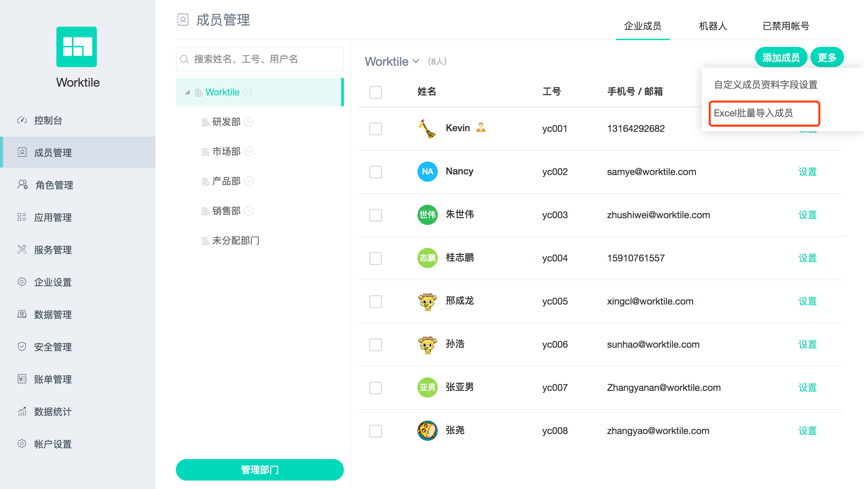 Worktile
控制台
成员管理
角色管理
应用管理
服务管理
企业设置
数据管理
安全管理
账单管理
数据统计
帐户设置
成员管理
企业成员 机器人 已禁用帐号
搜索姓名、工号、用户名
Worktile
研发部
市场部
产品部
销售部
未分配部门
管理部门
Worktile (8人)
添加成员 更多
自定义成员资料字段设置
Excel批量导入成员
姓名 工号 手机号 / 邮箱
Kevin yc001 13164292682
NA Nancy yc002 samye@worktile.com 设置
世伟 朱世伟 yc003 zhushiwei@worktile.com 设置
志鹏 桂志鹏 yc004 15910761557 设置
邢成龙 yc005 xingcl@worktile.com 设置
孙浩 yc006 sunhao@worktile.com 设置
亚男 张亚男 yc007 Zhangyanan@worktile.com 设置
张尧 yc008 zhangyao@worktile.com 设置